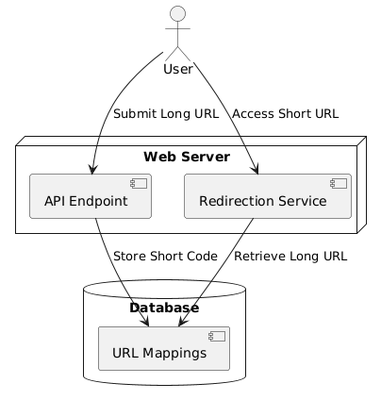 User
Submit Long URL
Access Short URL
Web Server
API Endpoint
Redirection Service
Store Short Code
Retrieve Long URL
Database
URL Mappings